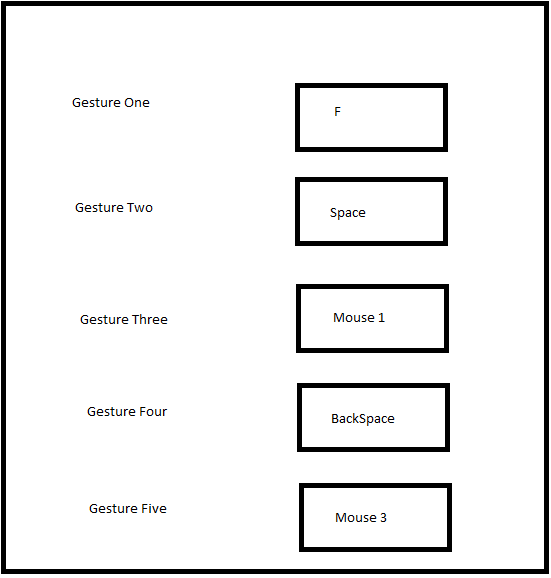 Gesture One
F
Gesture Two
Space
Gesture Three
Mouse 1
Gesture Four
BackSpace
Gesture Five
Mouse 3